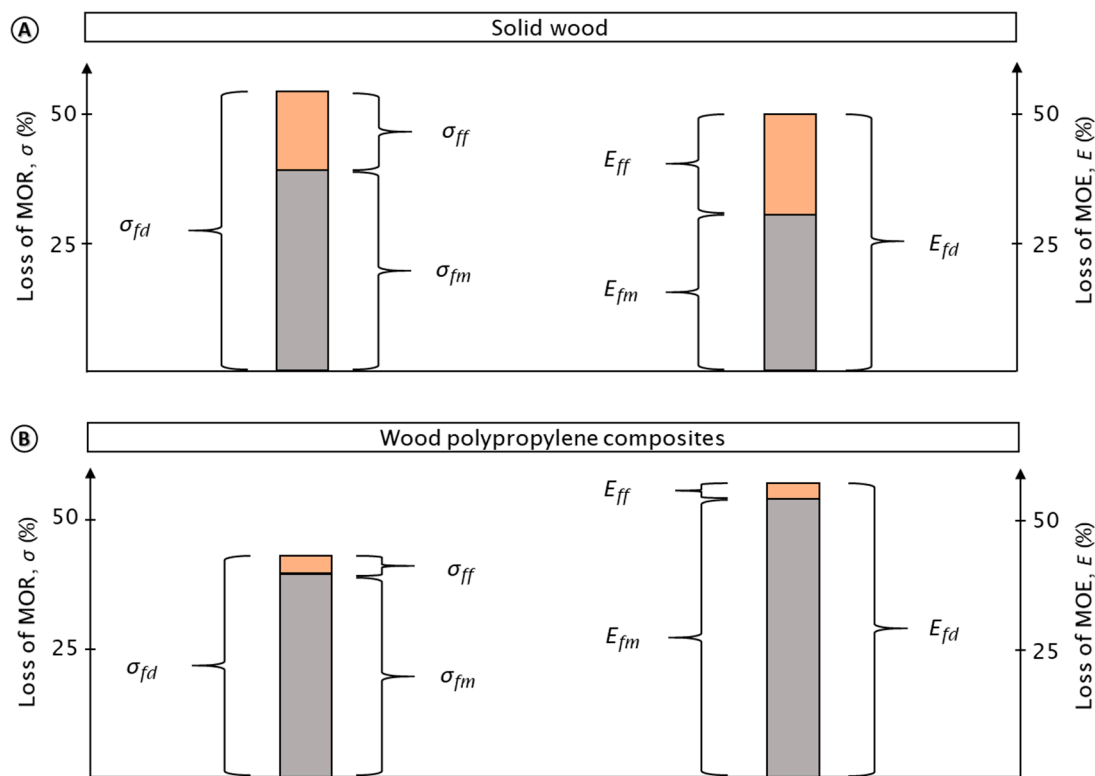 A
Solid wood
Loss of MOR, σ (%)
50
25
σfd
σff
σfm
Eff
Efm
Efd
50
25
Loss of MOE, E (%)
B
Wood polypropylene composites
Loss of MOR, σ (%)
50
25
σfd
σff
σfm
Eff
Efm
Efd
50
25
Loss of MOE, E (%)